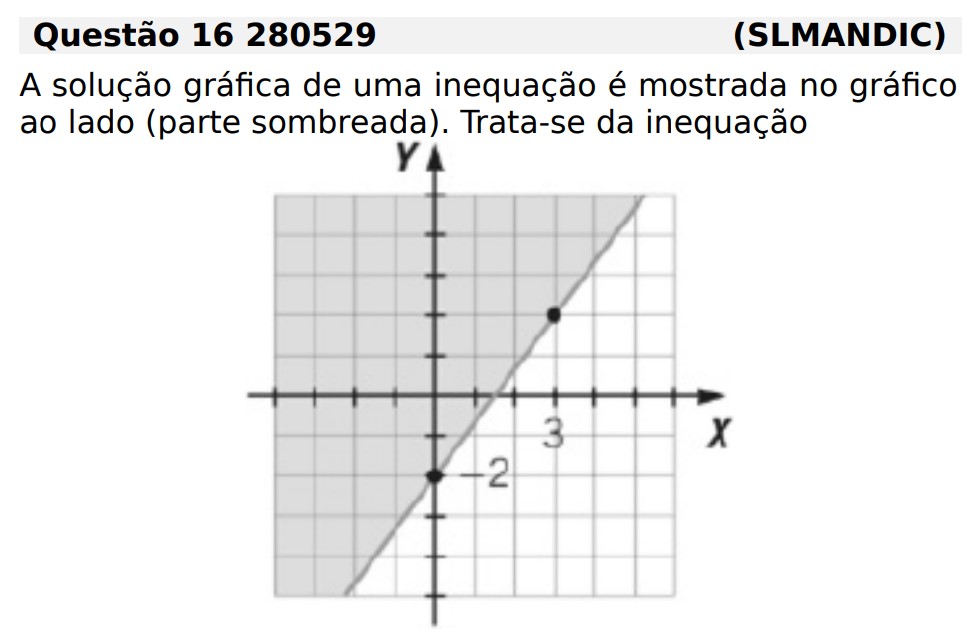 Questão 16 280529 (SLMANDIC)
A solução gráfica de uma inequação é mostrada no gráfico
ao lado (parte sombreada). Trata-se da inequação
Y
3
X
−2